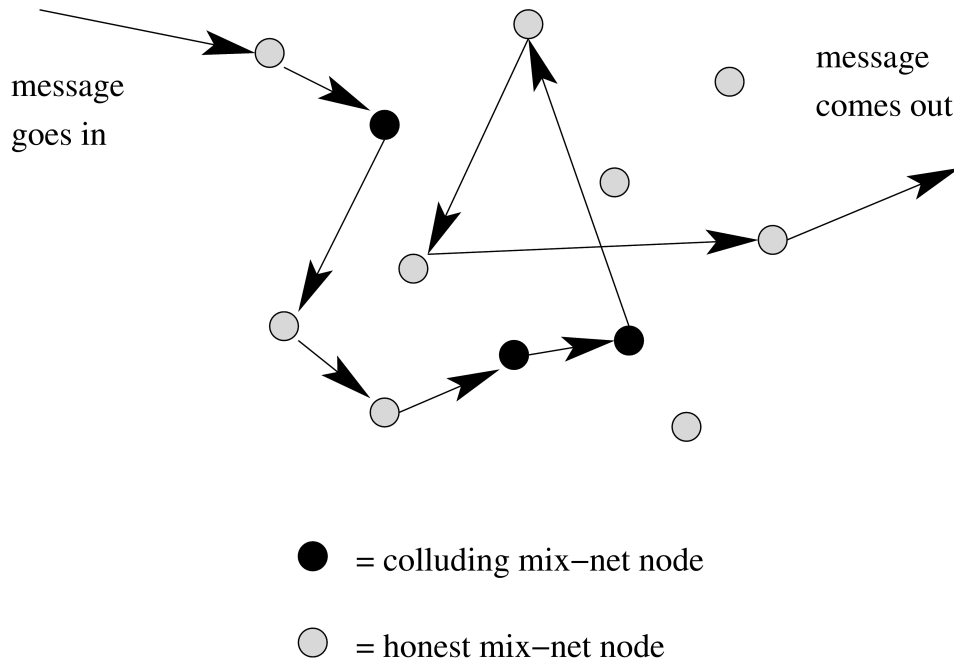 message
goes in
message
comes out
= colluding mix−net node
= honest mix−net node